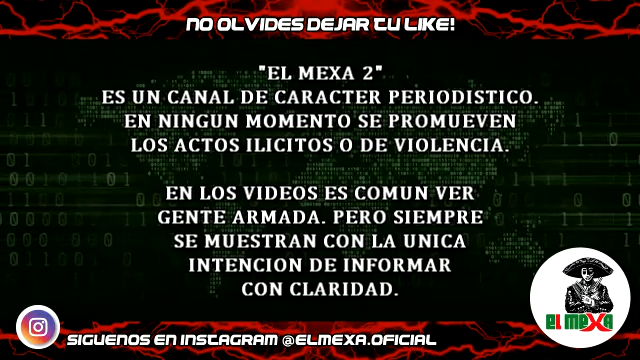 NO OLVIDES DEJAR TU LIKE!
"EL MEXA 2"
ES UN CANAL DE CARACTER PERIODISTICO.
EN NINGUN MOMENTO SE PROMUEVEN
LOS ACTOS ILICITOS O DE VIOLENCIA.
EN LOS VIDEOS ES COMUN VER
GENTE ARMADA. PERO SIEMPRE
SE MUESTRAN CON LA UNICA
INTENCION DE INFORMAR
CON CLARIDAD.
EL MEXA
SIGUENOS EN INSTAGRAM @ELMEXA.OFICIAL